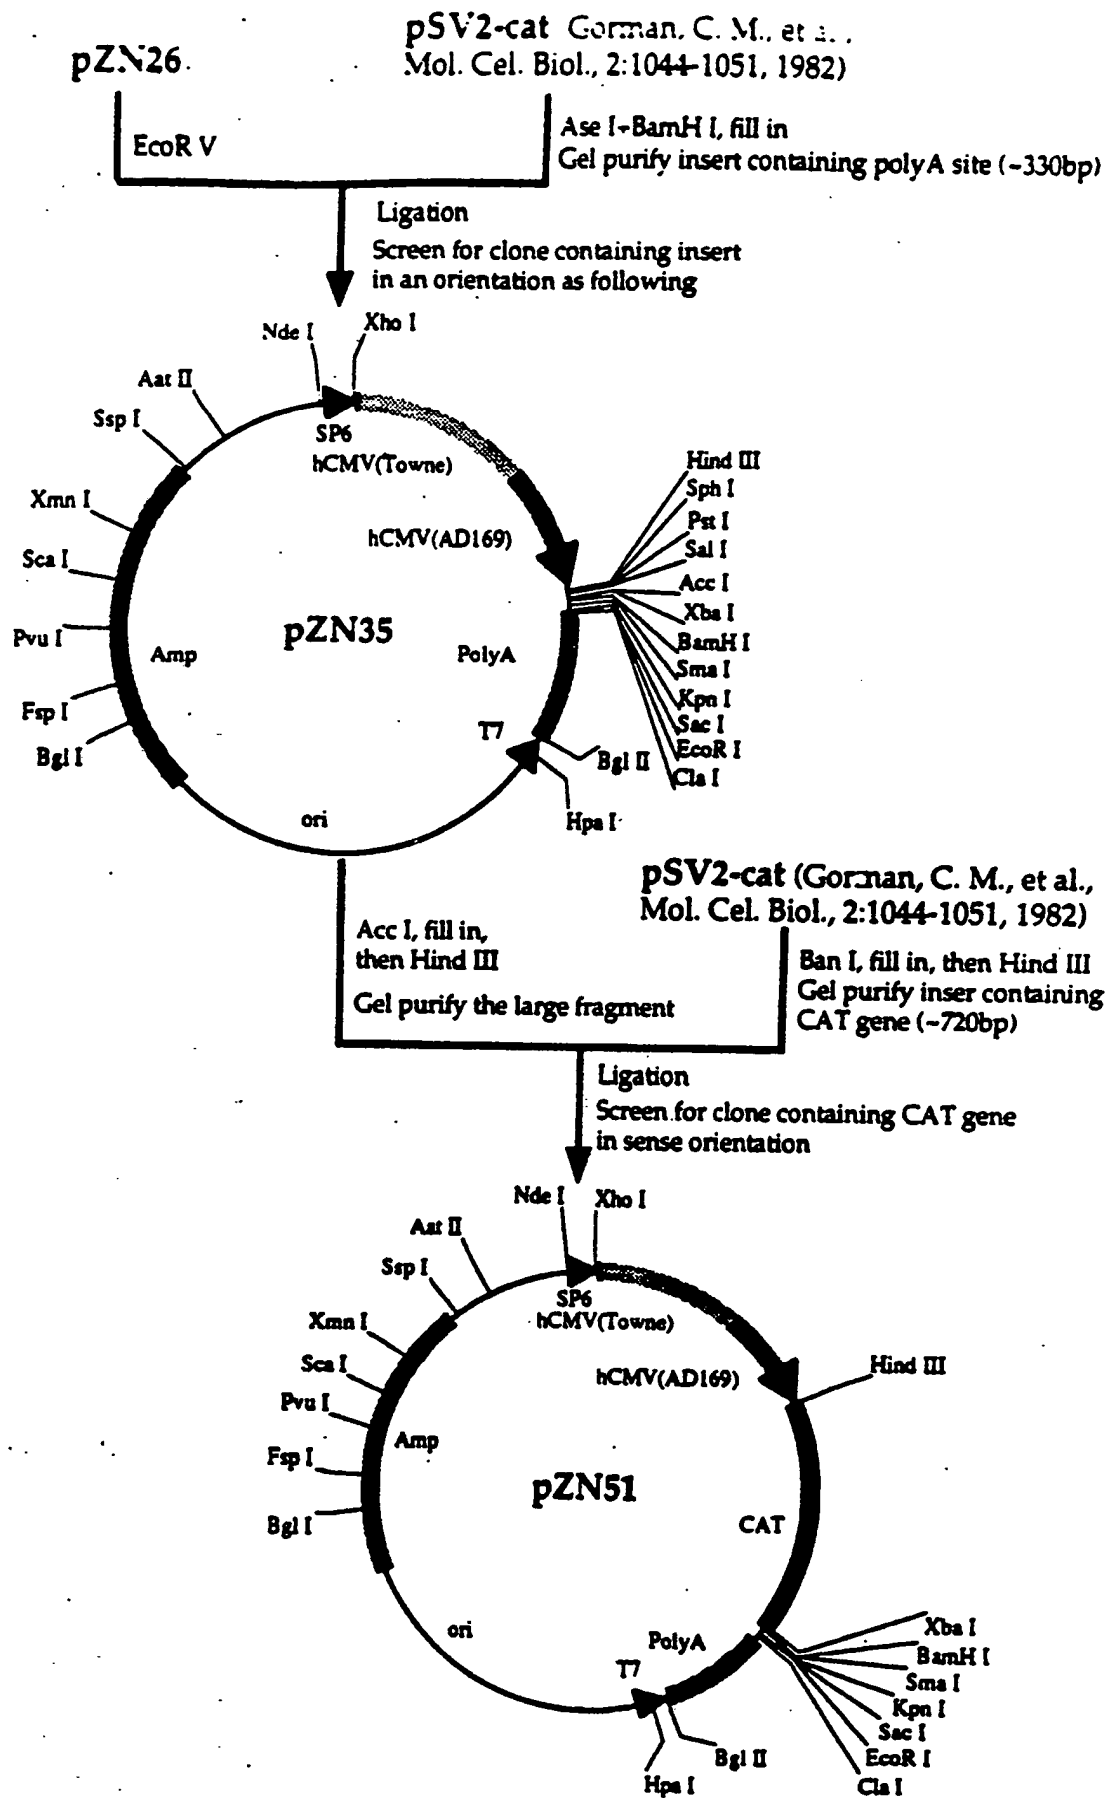 pZN26
pSV2-cat Gorman, C. M., et
Mol. Cel. Biol., 2:1044-1051, 1982)
EcoR V
Ase I-BamH I, fill in
Gel purify insert containing polyA site (~330bp)
Ligation
Screen for clone containing insert
in an orientation as following
Nde I
Xho I
Aat II
Ssp I
Xmn I
Sca I
Pvu I
Fsp I
Bgl I
SP6
hCMV(Towne)
hCMV(AD169)
pZN35
Amp
PolyA
T7
ori
Hind III
Sph I
Pst I
Sal I
Acc I
Xba I
BamH I
Sma I
Kpn I
Sac I
EcoR I
Cla I
Bgl II
Hpa I
Acc I, fill in,
then Hind III
Gel purify the large fragment
pSV2-cat (Gorman, C. M., et al.,
Mol. Cel. Biol., 2:1044-1051, 1982)
Ban I, fill in, then Hind III
Gel purify inser containing
CAT gene (~720bp)
Ligation
Screen for clone containing CAT gene
in sense orientation
Nde I
Xho I
Aat II
Ssp I
Xmn I
Sca I
Pvu I
Fsp I
Bgl I
SP6
hCMV(Towne)
hCMV(AD169)
Hind III
Amp
pZN51
CAT
ori
PolyA
T7
Xba I
BamH I
Sma I
Kpn I
Sac I
EcoR I
Cla I
Bgl II
Hpa I